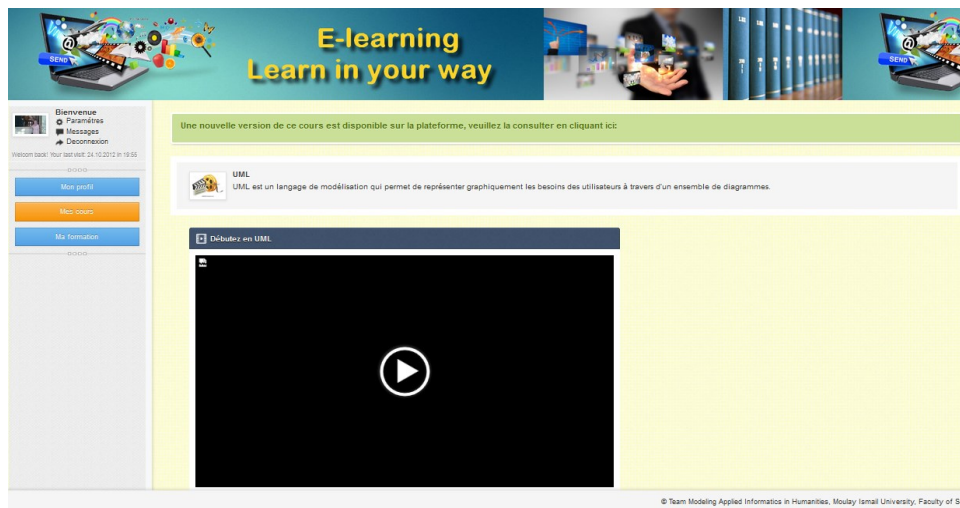 E-learning
Learn in your way
@
SEND
@
SEND
Bienvenue
Paramétres
Messages
Deconnexion
Welcom back! Your last visit: 24.10.2012 in 19:55
Mon profil
Mes cours
Ma formation
Une nouvelle version de ce cours est disponible sur la plateforme, veuillez la consulter en cliquant ici:
UML
UML est un langage de modélisation qui permet de représenter graphiquement les besoins des utilisateurs à travers d'un ensemble de diagrammes.
Débutez en UML
© Team Modeling Applied Informatics in Humanities, Moulay Ismail University, Faculty of S